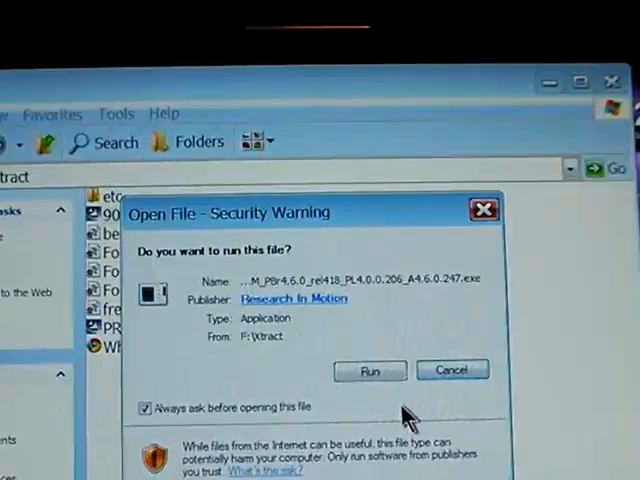 Favorites Tools Help
Search Folders
tract
Go
asks
to the Web
etc
90
be
Fo
Fo
Fo
fre
PR
Wh
Open File - Security Warning
Do you want to run this file?
Name: ...M_PBr4.6.0_rel418_PL4.0.0.206_A4.6.0.247.exe
Publisher: Research In Motion
Type: Application
From: F:\Xtract
Run Cancel
Always ask before opening this file
While files from the Internet can be useful, this file type can
potentially harm your computer. Only run software from publishers
you trust. What's the risk?